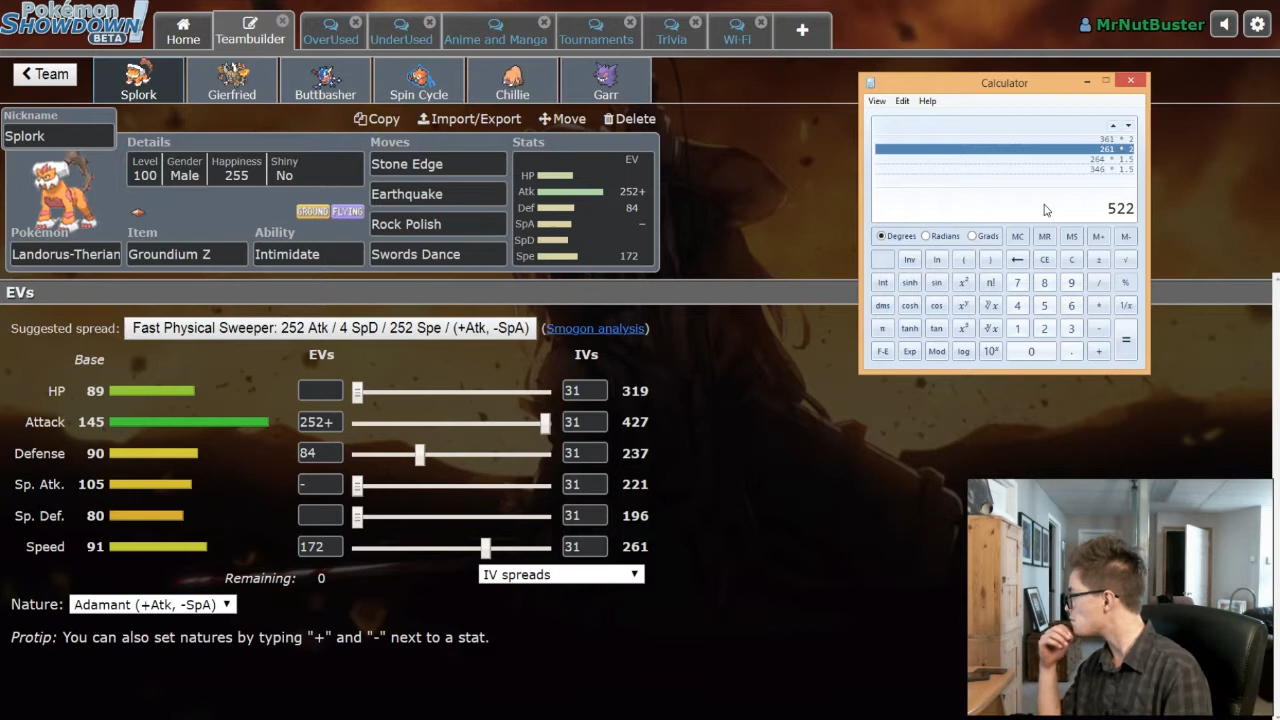 Pokémon
SHOWDOWN!
BETA
Home
Teambuilder
OverUsed
UnderUsed
Anime and Manga
Tournaments
Trivia
Wi-Fi
MrNutBuster
Team
Splork
Gierfried
Buttbasher
Spin Cycle
Chillie
Garr
Copy
Import/Export
Move
Delete
Nickname
Splork
Details
Level
100
Gender
Male
Happiness
255
Shiny
No
GROUND FLYING
Pokémon
Landorus-Therian
Item
Groundium Z
Ability
Intimidate
Moves
Stone Edge
Earthquake
Rock Polish
Swords Dance
Stats
EV
HP
Atk 252+
Def 84
SpA –
SpD
Spe 172
EVs
Suggested spread: Fast Physical Sweeper: 252 Atk / 4 SpD / 252 Spe / (+Atk, -SpA) (Smogon analysis)
Base EVs IVs
HP 89 31 319
Attack 145 252+ 31 427
Defense 90 84 31 237
Sp. Atk. 105 - 31 221
Sp. Def. 80 31 196
Speed 91 172 31 261
Remaining: 0
IV spreads
Nature: Adamant (+Atk, -SpA)
Protip: You can also set natures by typing "+" and "-" next to a stat.
Calculator
View Edit Help
361 * 2
261 * 2
264 * 1.5
346 * 1.5
522
Degrees Radians Grads MC MR MS M+ M-
Inv ln ( ) ← CE C ± √
Int sinh sin x² n! 7 8 9 / %
dms cosh cos xʸ ʸ√x 4 5 6 * 1/x
π tanh tan x³ ³√x 1 2 3 - =
F-E Exp Mod log 10ˣ 0 . +